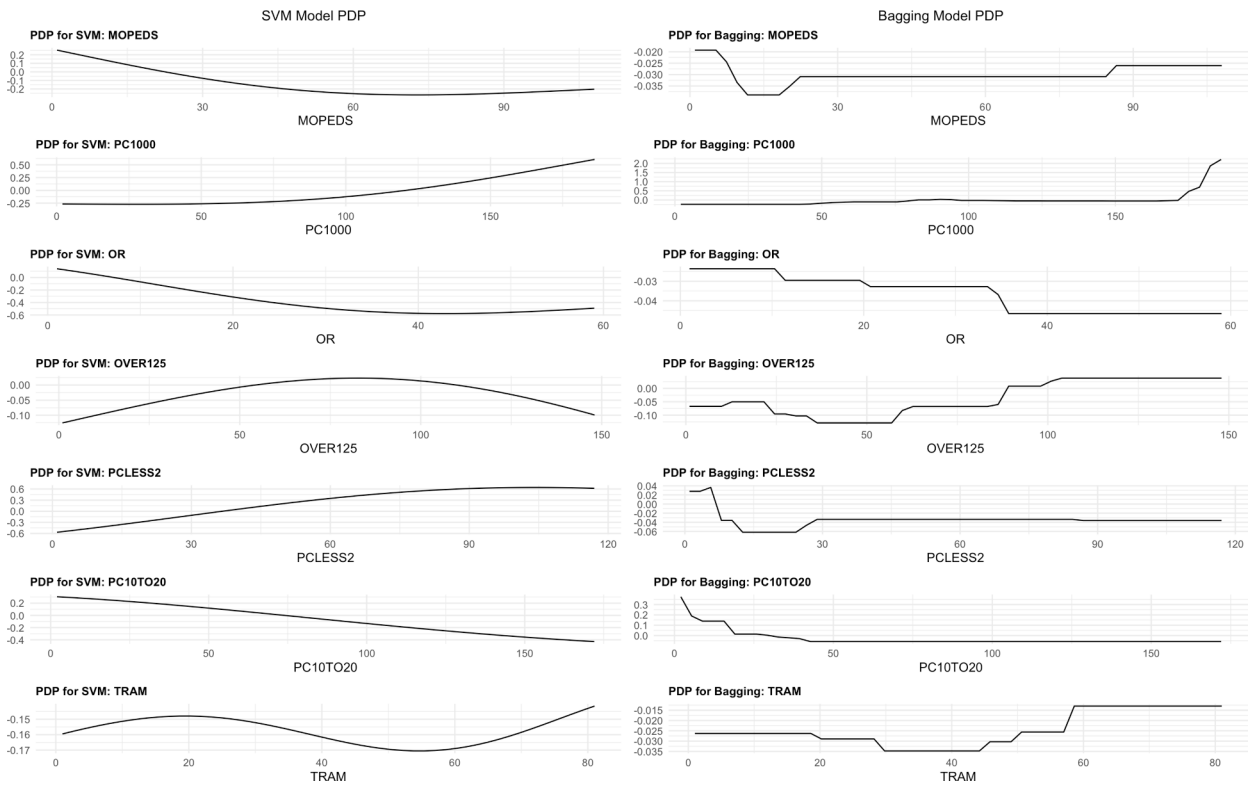 SVM Model PDP
PDP for SVM: MOPEDS
0.2
0.1
0.0
-0.1
-0.2
0 30 60 90
MOPEDS
PDP for SVM: PC1000
0.50
0.25
0.00
-0.25
0 50 100 150
PC1000
PDP for SVM: OR
0.0
-0.2
-0.4
-0.6
0 20 40 60
OR
PDP for SVM: OVER125
0.00
-0.05
-0.10
0 50 100 150
OVER125
PDP for SVM: PCLESS2
0.6
0.3
0.0
-0.3
-0.6
0 30 60 90 120
PCLESS2
PDP for SVM: PC10TO20
0.2
0.0
-0.2
-0.4
0 50 100 150
PC10TO20
PDP for SVM: TRAM
-0.15
-0.16
-0.17
0 20 40 60 80
TRAM
Bagging Model PDP
PDP for Bagging: MOPEDS
-0.020
-0.025
-0.030
-0.035
0 30 60 90
MOPEDS
PDP for Bagging: PC1000
2.0
1.5
1.0
0.5
0.0
0 50 100 150
PC1000
PDP for Bagging: OR
-0.03
-0.04
0 20 40 60
OR
PDP for Bagging: OVER125
0.00
-0.05
-0.10
0 50 100 150
OVER125
PDP for Bagging: PCLESS2
0.04
0.02
0.00
-0.02
-0.04
-0.06
0 30 60 90 120
PCLESS2
PDP for Bagging: PC10TO20
0.3
0.2
0.1
0.0
0 50 100 150
PC10TO20
PDP for Bagging: TRAM
-0.015
-0.020
-0.025
-0.030
-0.035
0 20 40 60 80
TRAM